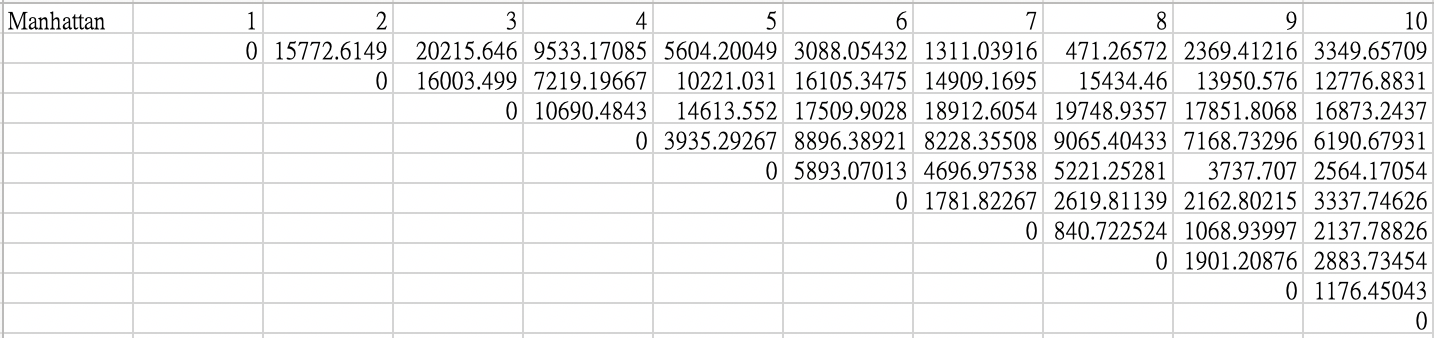 Manhattan 1 2 3 4 5 6 7 8 9 10
0 15772.6149 20215.646 9533.17085 5604.20049 3088.05432 1311.03916 471.26572 2369.41216 3349.65709
0 16003.499 7219.19667 10221.031 16105.3475 14909.1695 15434.46 13950.576 12776.8831
0 10690.4843 14613.552 17509.9028 18912.6054 19748.9357 17851.8068 16873.2437
0 3935.29267 8896.38921 8228.35508 9065.40433 7168.73296 6190.67931
0 5893.07013 4696.97538 5221.25281 3737.707 2564.17054
0 1781.82267 2619.81139 2162.80215 3337.74626
0 840.722524 1068.93997 2137.78826
0 1901.20876 2883.73454
0 1176.45043
0